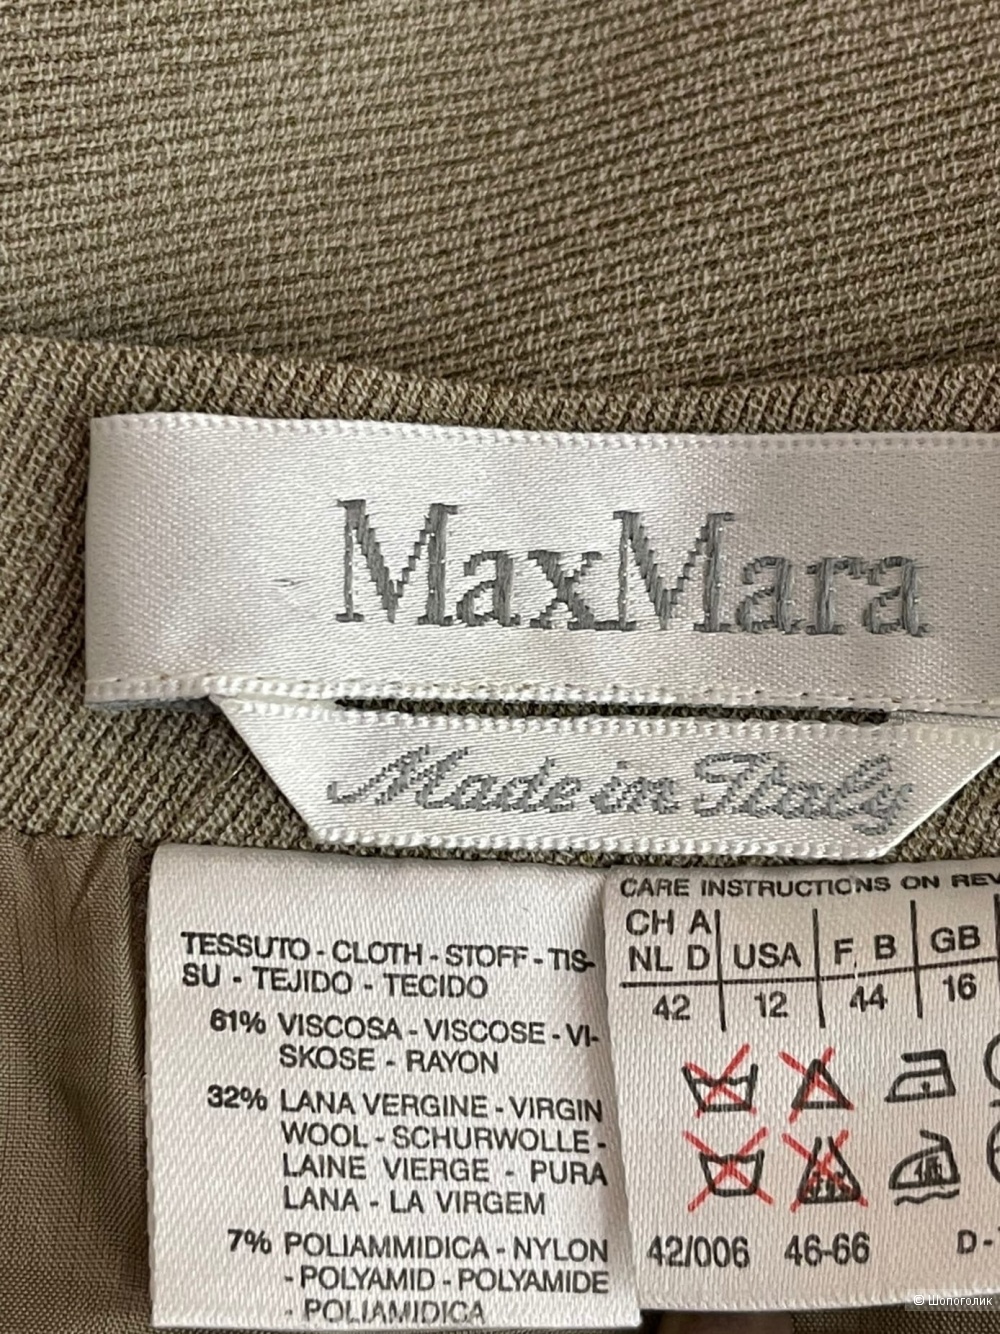 MaxMara
Made in Italy
TESSUTO - CLOTH - STOFF - TIS-
SU - TEJIDO - TECIDO
61% VISCOSA - VISCOSE - VI-
SKOSE - RAYON
32% LANA VERGINE - VIRGIN
WOOL - SCHURWOLLE -
LAINE VIERGE - PURA
LANA - LA VIRGEM
7% POLIAMMIDICA - NYLON
- POLYAMID - POLYAMIDE
- POLIAMIDICA
CARE INSTRUCTIONS ON REV
CH A
NL D USA F. B GB
42 12 44 16
42/006 46-66 D-
© Шопоголик